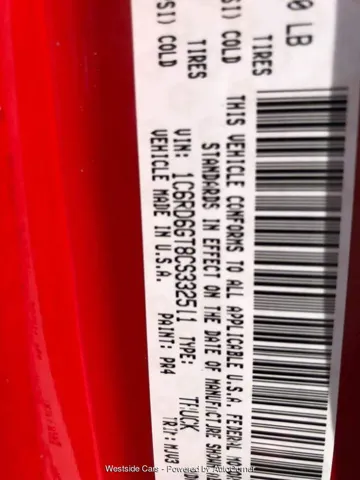 0 LB
TIRES
SI) COLD
TIRES
SI) COLD
THIS VEHICLE CONFORMS TO ALL APPLICABLE U.S.A. FEDERAL
STANDARDS IN EFFECT ON THE DATE OF MANUFACTURE SHOWN
VIN: 1C6RD6GT8CS332511 TYPE: TRUCK
VEHICLE MADE IN U.S.A. PAINT: PR4 TRIM: MJV3
Westside Cars - Powered by AutoCorner